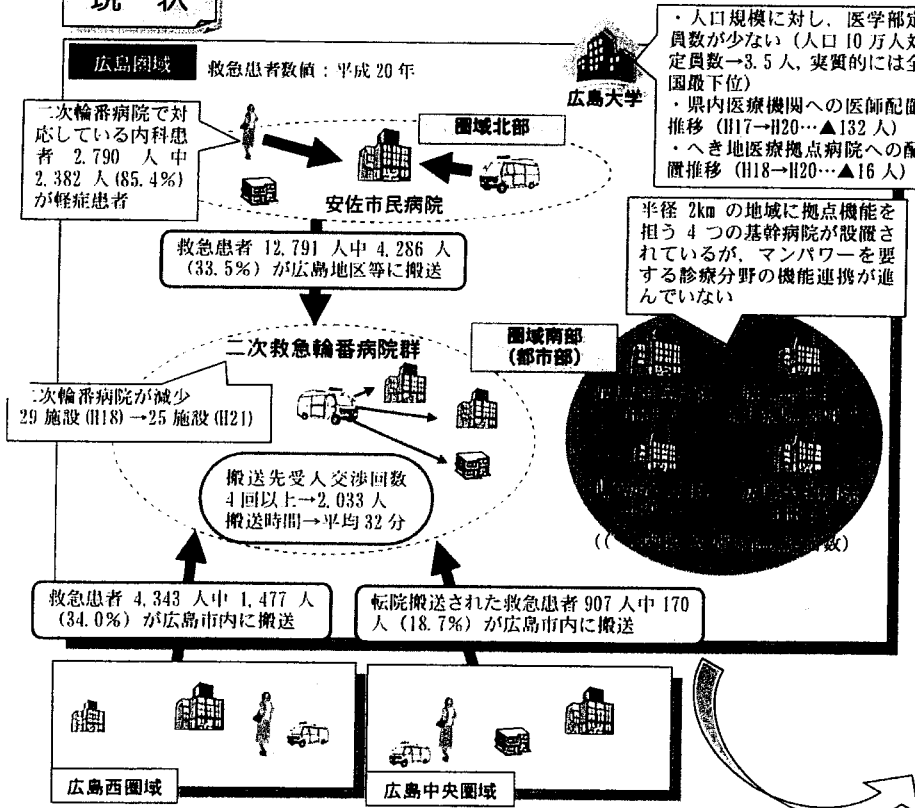 現 状
広島圏域
救急患者数値：平成 20 年
広島大学
・人口規模に対し，医学部定
員数が少ない（人口 10 万人対
定員数→3.5 人，実質的には全
国最下位）
・県内医療機関への医師配置
推移（H17→H20…▲132 人）
・へき地医療拠点病院への配
置推移（H18→H20…▲16 人）
二次輪番病院で対
応している内科患
者 2,790 人中
2,382 人(85.4%)
が軽症患者
圏域北部
安佐市民病院
救急患者 12,791 人中 4,286 人
（33.5%）が広島地区等に搬送
半径 2km の地域に拠点機能を
担う 4 つの基幹病院が設置さ
れているが，マンパワーを要
する診療分野の機能連携が進
んでいない
二次救急輪番病院群
圏域南部
（都市部）
二次輪番病院が減少
29 施設(H18)→25 施設(H21)
搬送先受入交渉回数
4 回以上→2,033 人
搬送時間→平均 32 分
救急患者 4,343 人中 1,477 人
（34.0%）が広島市内に搬送
転院搬送された救急患者 907 人中 170
人（18.7%）が広島市内に搬送
広島西圏域
広島中央圏域